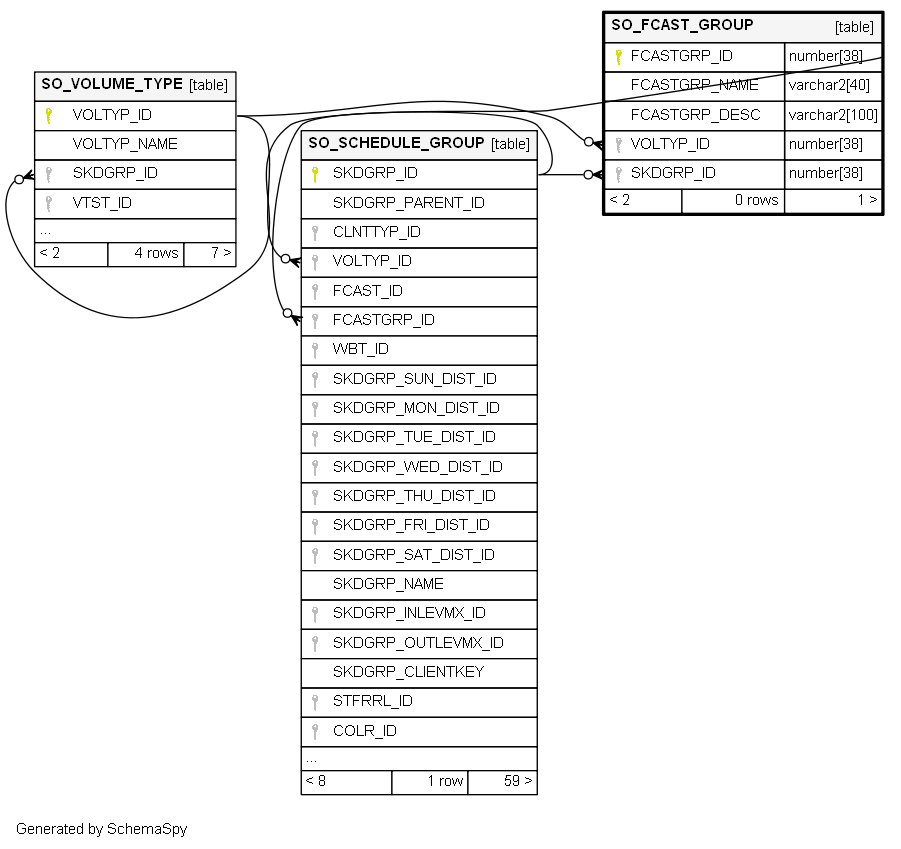 SO_VOLUME_TYPE [table]
VOLTYP_ID
VOLTYP_NAME
SKDGRP_ID
VTST_ID
...
< 2 4 rows 7 >
SO_SCHEDULE_GROUP [table]
SKDGRP_ID
SKDGRP_PARENT_ID
CLNTTYP_ID
VOLTYP_ID
FCAST_ID
FCASTGRP_ID
WBT_ID
SKDGRP_SUN_DIST_ID
SKDGRP_MON_DIST_ID
SKDGRP_TUE_DIST_ID
SKDGRP_WED_DIST_ID
SKDGRP_THU_DIST_ID
SKDGRP_FRI_DIST_ID
SKDGRP_SAT_DIST_ID
SKDGRP_NAME
SKDGRP_INLEVMX_ID
SKDGRP_OUTLEVMX_ID
SKDGRP_CLIENTKEY
STFRRL_ID
COLR_ID
...
< 8 1 row 59 >
SO_FCAST_GROUP [table]
FCASTGRP_ID number[38]
FCASTGRP_NAME varchar2[40]
FCASTGRP_DESC varchar2[100]
VOLTYP_ID number[38]
SKDGRP_ID number[38]
< 2 0 rows 1 >
Generated by SchemaSpy